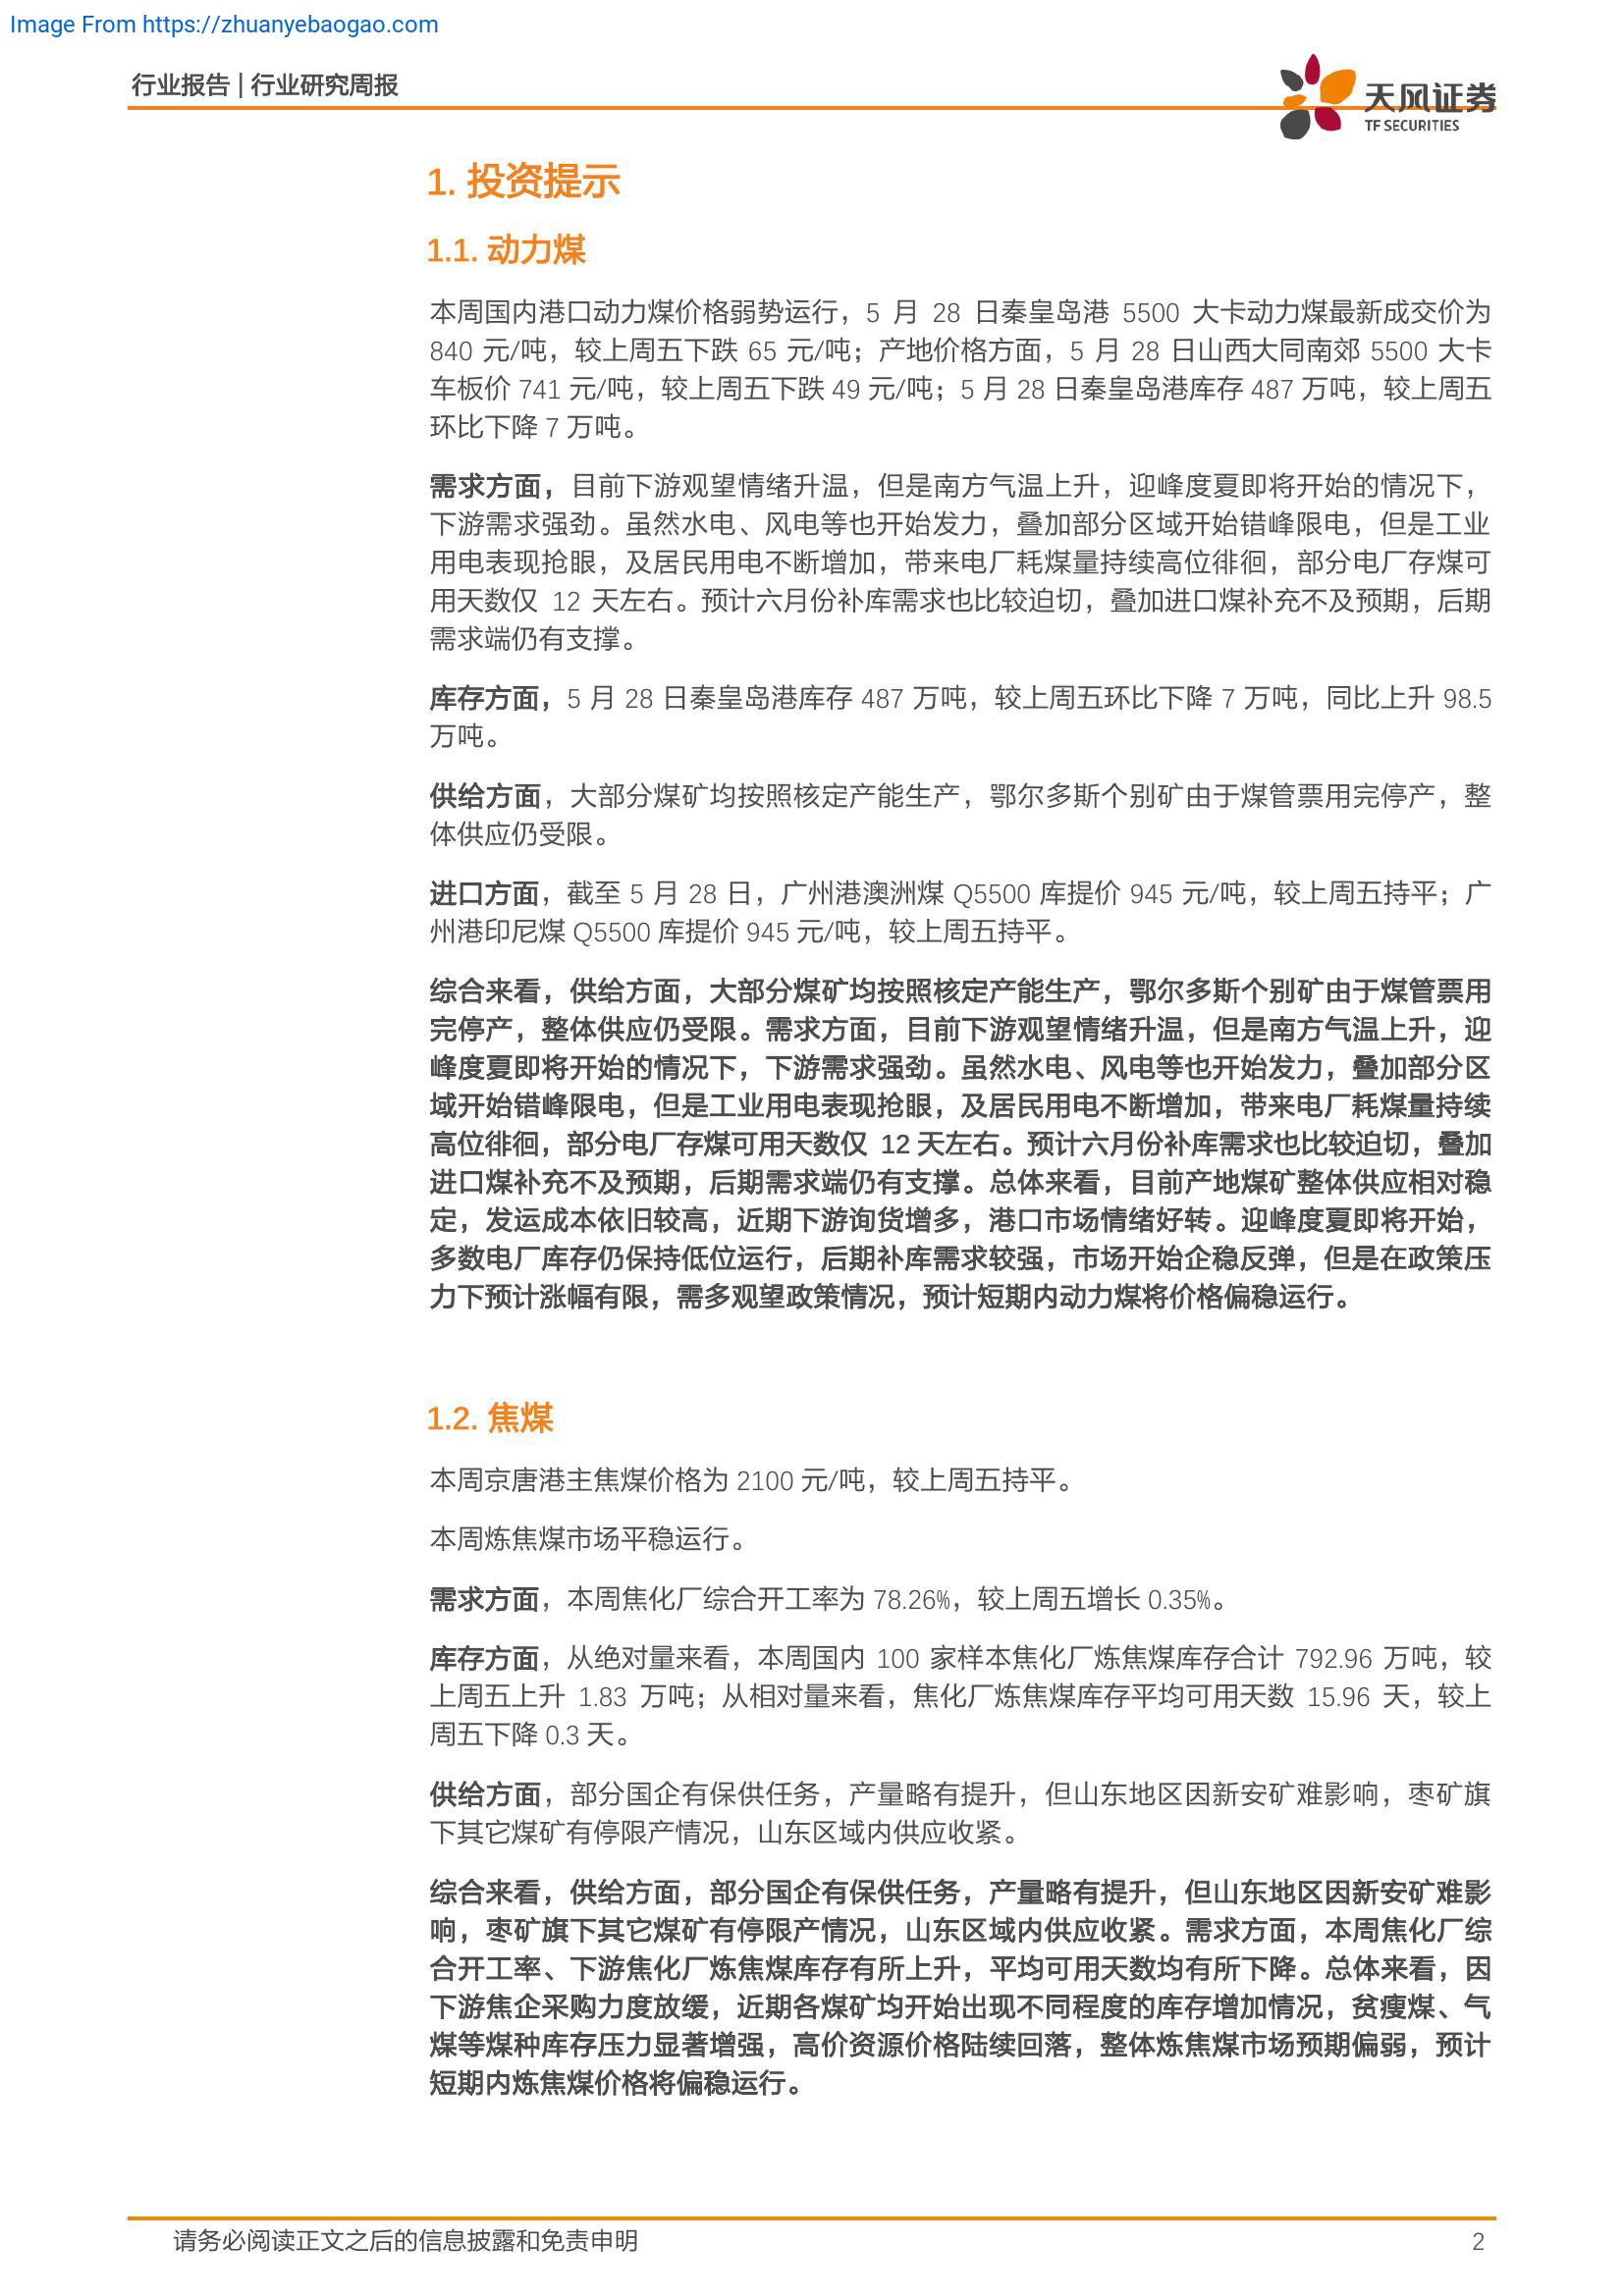 Image From https://zhuanyebaogao.com
行业报告 | 行业研究周报
天风证券
TF SECURITIES
1. 投资提示
1.1. 动力煤
本周国内港口动力煤价格弱势运行，5 月 28 日秦皇岛港 5500 大卡动力煤最新成交价为
840 元/吨，较上周五下跌 65 元/吨；产地价格方面，5 月 28 日山西大同南郊 5500 大卡
车板价 741 元/吨，较上周五下跌 49 元/吨；5 月 28 日秦皇岛港库存 487 万吨，较上周五
环比下降 7 万吨。
需求方面，目前下游观望情绪升温，但是南方气温上升，迎峰度夏即将开始的情况下，
下游需求强劲。虽然水电、风电等也开始发力，叠加部分区域开始错峰限电，但是工业
用电表现抢眼，及居民用电不断增加，带来电厂耗煤量持续高位徘徊，部分电厂存煤可
用天数仅 12 天左右。预计六月份补库需求也比较迫切，叠加进口煤补充不及预期，后期
需求端仍有支撑。
库存方面，5 月 28 日秦皇岛港库存 487 万吨，较上周五环比下降 7 万吨，同比上升 98.5
万吨。
供给方面，大部分煤矿均按照核定产能生产，鄂尔多斯个别矿由于煤管票用完停产，整
体供应仍受限。
进口方面，截至 5 月 28 日，广州港澳洲煤 Q5500 库提价 945 元/吨，较上周五持平；广
州港印尼煤 Q5500 库提价 945 元/吨，较上周五持平。
综合来看，供给方面，大部分煤矿均按照核定产能生产，鄂尔多斯个别矿由于煤管票用
完停产，整体供应仍受限。需求方面，目前下游观望情绪升温，但是南方气温上升，迎
峰度夏即将开始的情况下，下游需求强劲。虽然水电、风电等也开始发力，叠加部分区
域开始错峰限电，但是工业用电表现抢眼，及居民用电不断增加，带来电厂耗煤量持续
高位徘徊，部分电厂存煤可用天数仅 12 天左右。预计六月份补库需求也比较迫切，叠加
进口煤补充不及预期，后期需求端仍有支撑。总体来看，目前产地煤矿整体供应相对稳
定，发运成本依旧较高，近期下游询货增多，港口市场情绪好转。迎峰度夏即将开始，
多数电厂库存仍保持低位运行，后期补库需求较强，市场开始企稳反弹，但是在政策压
力下预计涨幅有限，需多观望政策情况，预计短期内动力煤将价格偏稳运行。
1.2. 焦煤
本周京唐港主焦煤价格为 2100 元/吨，较上周五持平。
本周炼焦煤市场平稳运行。
需求方面，本周焦化厂综合开工率为 78.26%，较上周五增长 0.35%。
库存方面，从绝对量来看，本周国内 100 家样本焦化厂炼焦煤库存合计 792.96 万吨，较
上周五上升 1.83 万吨；从相对量来看，焦化厂炼焦煤库存平均可用天数 15.96 天，较上
周五下降 0.3 天。
供给方面，部分国企有保供任务，产量略有提升，但山东地区因新安矿难影响，枣矿旗
下其它煤矿有停限产情况，山东区域内供应收紧。
综合来看，供给方面，部分国企有保供任务，产量略有提升，但山东地区因新安矿难影
响，枣矿旗下其它煤矿有停限产情况，山东区域内供应收紧。需求方面，本周焦化厂综
合开工率、下游焦化厂炼焦煤库存有所上升，平均可用天数均有所下降。总体来看，因
下游焦企采购力度放缓，近期各煤矿均开始出现不同程度的库存增加情况，贫瘦煤、气
煤等煤种库存压力显著增强，高价资源价格陆续回落，整体炼焦煤市场预期偏弱，预计
短期内炼焦煤价格将偏稳运行。
请务必阅读正文之后的信息披露和免责申明
2